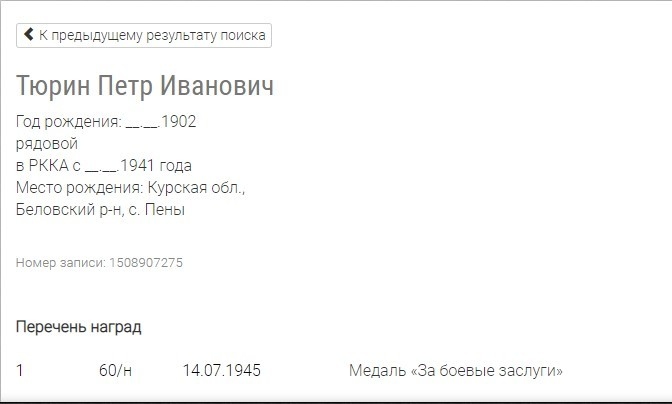 К предыдущему результату поиска
Тюрин Петр Иванович
Год рождения: __.__.1902
рядовой
в РККА с __.__.1941 года
Место рождения: Курская обл.,
Беловский р-н, с. Пены
Номер записи: 1508907275
Перечень наград
1 60/н 14.07.1945 Медаль «За боевые заслуги»